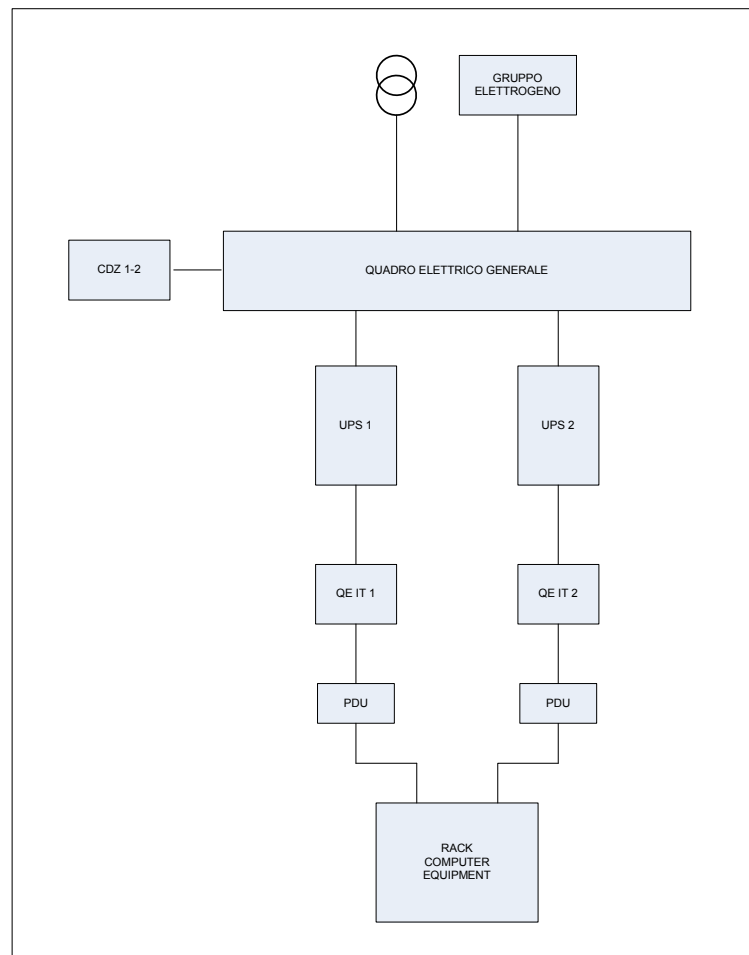 GRUPPO
ELETTROGENO
CDZ 1-2
QUADRO ELETTRICO GENERALE
UPS 1
UPS 2
QE IT 1
QE IT 2
PDU
PDU
RACK
COMPUTER
EQUIPMENT